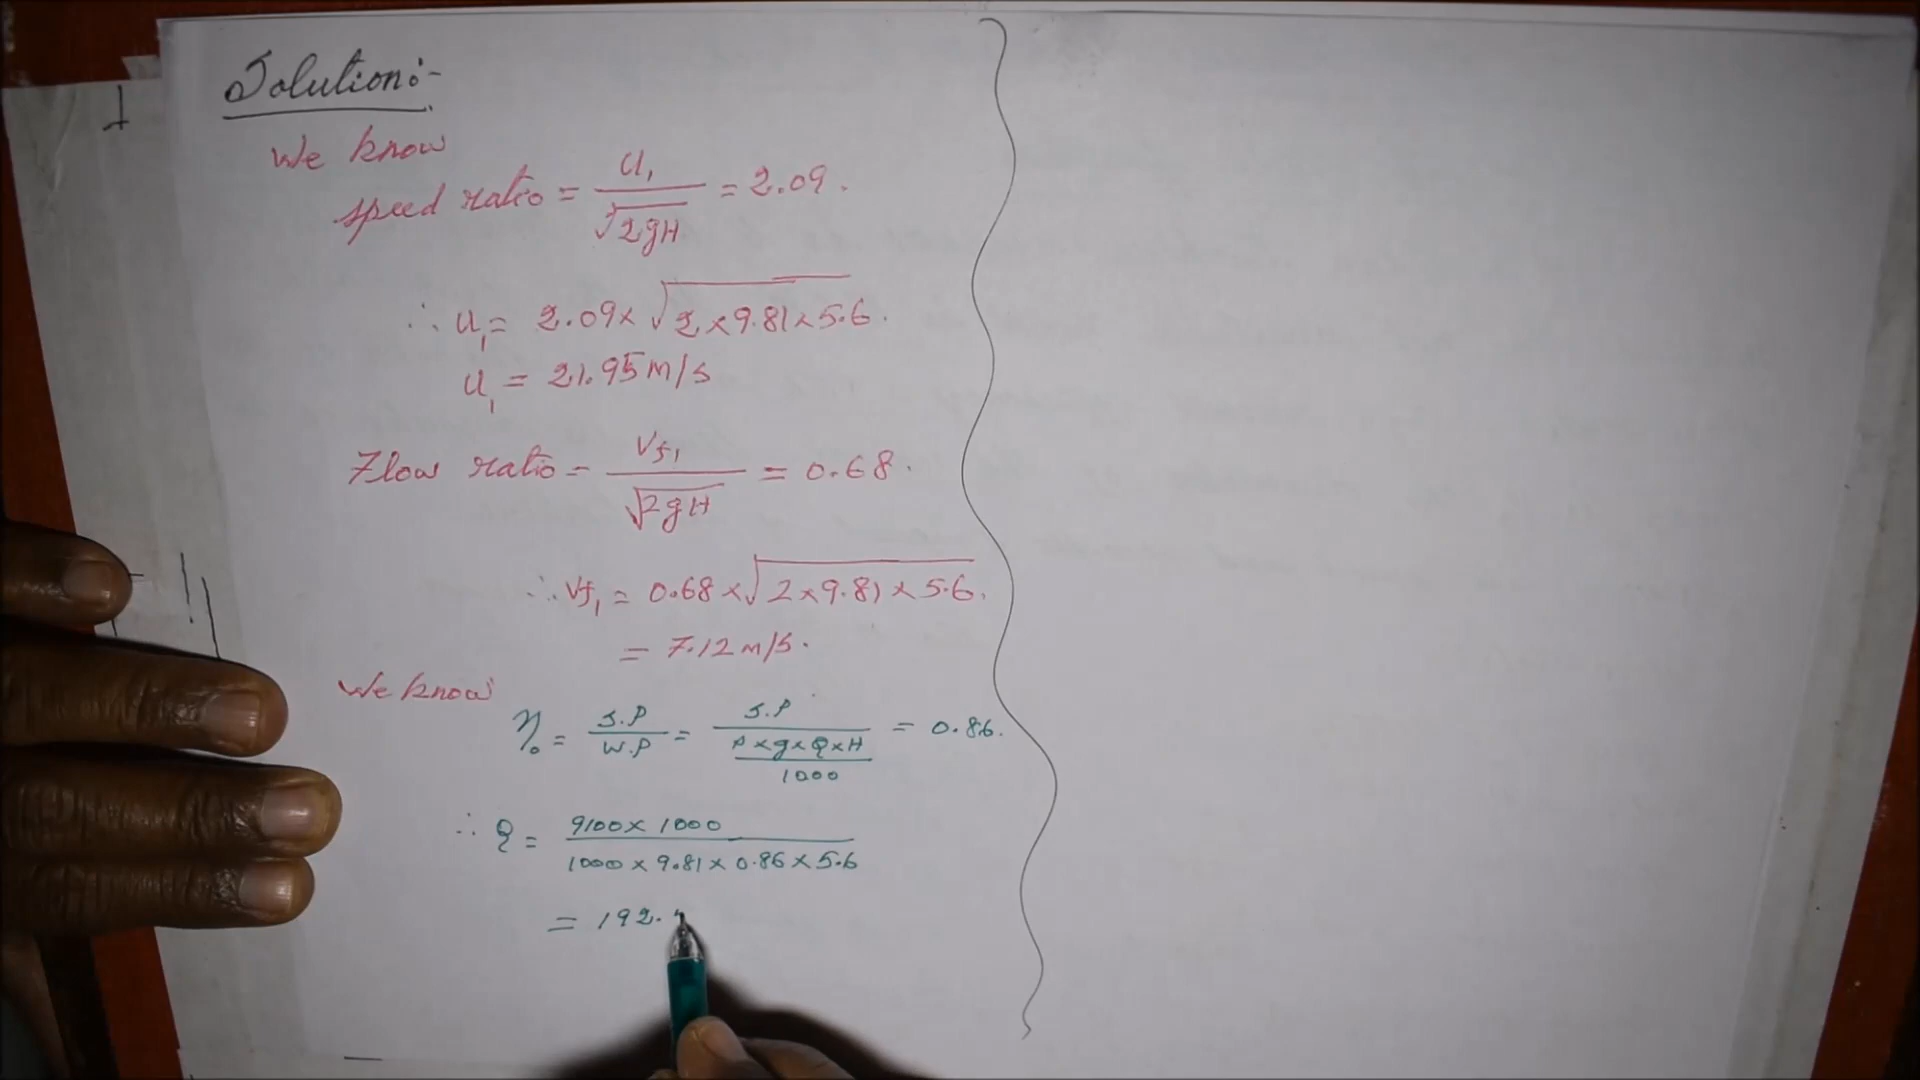 Solution:-
We know
speed ratio = U₁ / √2gH = 2.09.
∴ U₁ = 2.09 × √2 × 9.81 × 5.6.
U₁ = 21.95 m/s
Flow ratio = Vf₁ / √2gH = 0.68.
∴ Vf₁ = 0.68 × √2 × 9.81 × 5.6.
= 7.12 m/s.
We know
η₀ = S.P / W.P = S.P / (ρ × g × Q × H / 1000) = 0.86.
∴ Q = 9100 × 1000 / 1000 × 9.81 × 0.86 × 5.6
= 192.